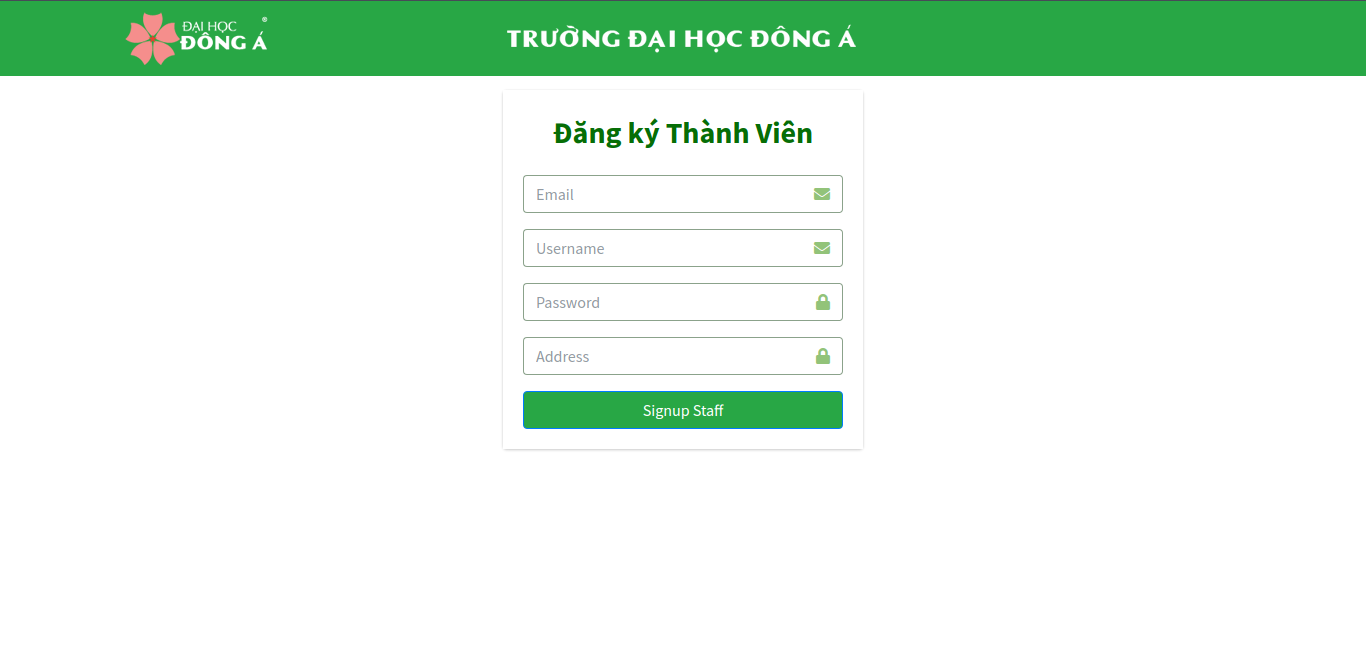 ĐẠI HỌC ®
ĐÔNG Á
TRƯỜNG ĐẠI HỌC ĐÔNG Á
Đăng ký Thành Viên
Email
Username
Password
Address
Signup Staff